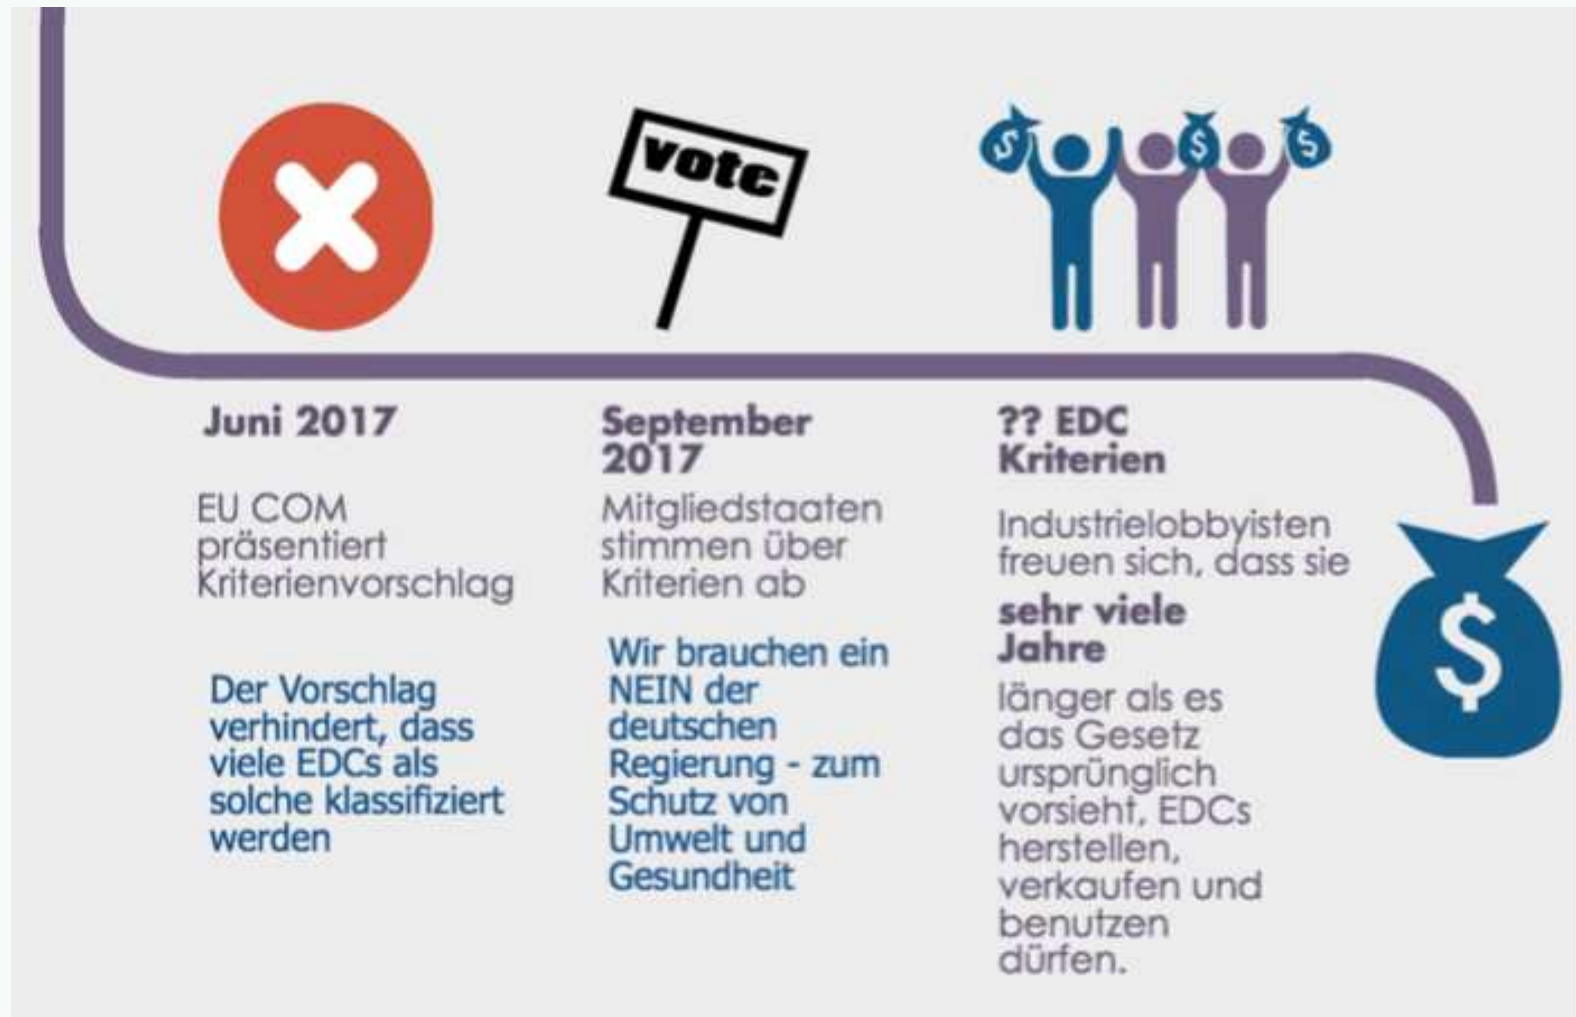 vote
$ $ $
Juni 2017
EU COM
präsentiert
Kriterienvorschlag
Der Vorschlag
verhindert, dass
viele EDCs als
solche klassifiziert
werden
September
2017
Mitgliedstaaten
stimmen über
Kriterien ab
Wir brauchen ein
NEIN der
deutschen
Regierung - zum
Schutz von
Umwelt und
Gesundheit
?? EDC
Kriterien
Industrielobbyisten
freuen sich, dass sie
sehr viele
Jahre
länger als es
das Gesetz
ursprünglich
vorsieht, EDCs
herstellen,
verkaufen und
benutzen
dürfen.
$